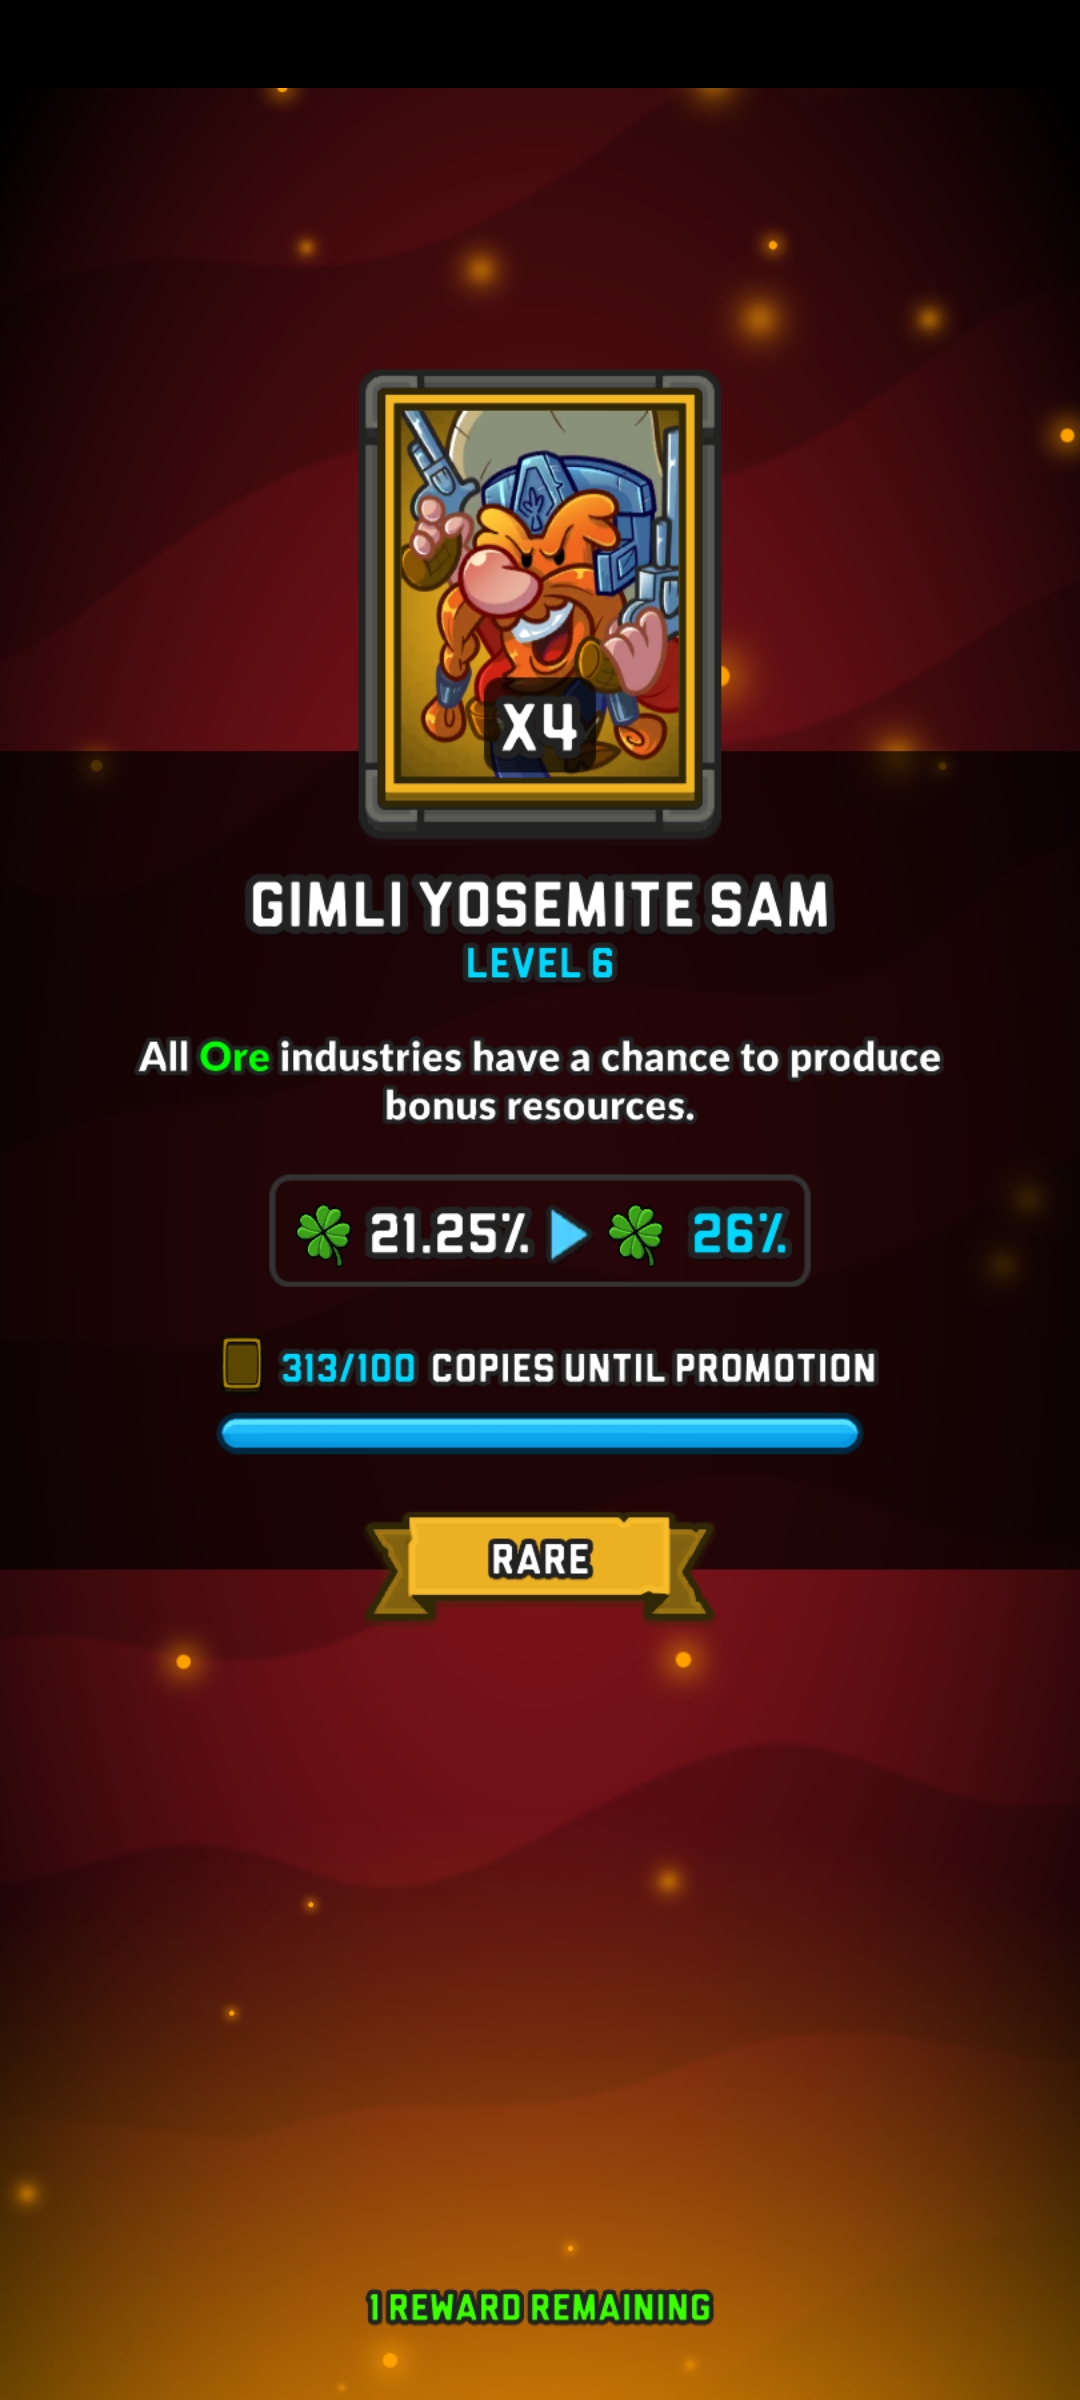 X4
GIMLI YOSEMITE SAM
LEVEL 6
All Ore industries have a chance to produce
bonus resources.
21.25% 26%
313/100 COPIES UNTIL PROMOTION
RARE
1 REWARD REMAINING